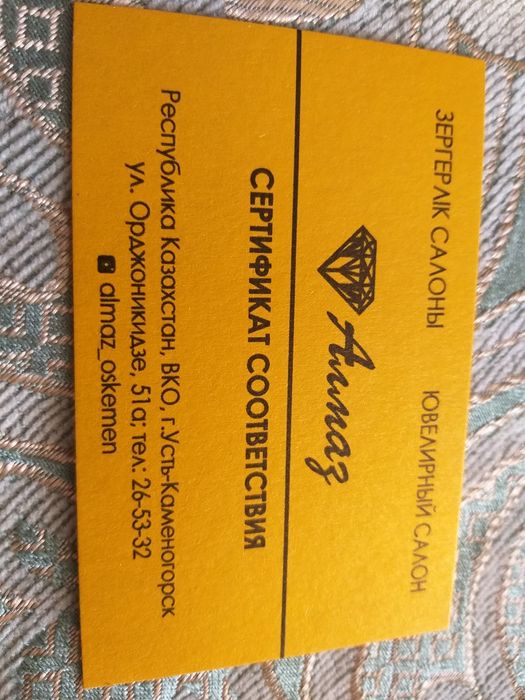 ЗЕРГЕРЛІК САЛОНЫ ЮВЕЛИРНЫЙ САЛОН
Алмаз
СЕРТИФИКАТ СООТВЕТСТВИЯ
Республика Казахстан, ВКО, г.Усть-Каменогорск
ул. Орджоникидзе, 51а; тел: 26-53-32
almaz_oskemen